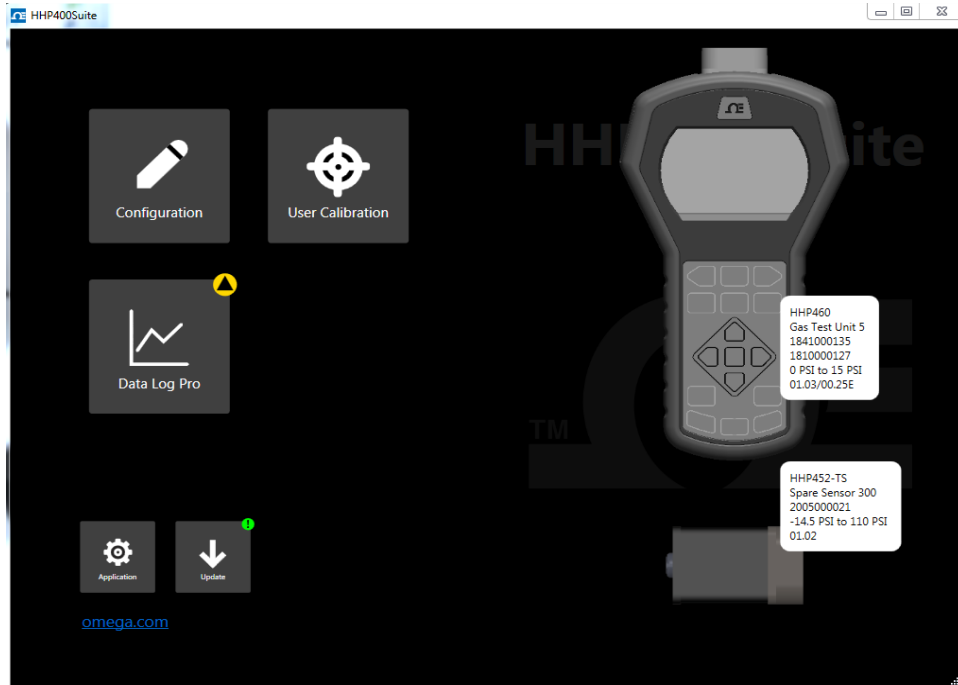 HHP400Suite
HHP400Suite
Configuration
User Calibration
Data Log Pro
HHP460
Gas Test Unit 5
1841000135
1810000127
0 PSI to 15 PSI
01.03/00.25E
TM
HHP452-TS
Spare Sensor 300
2005000021
-14.5 PSI to 110 PSI
01.02
Application
Update
omega.com